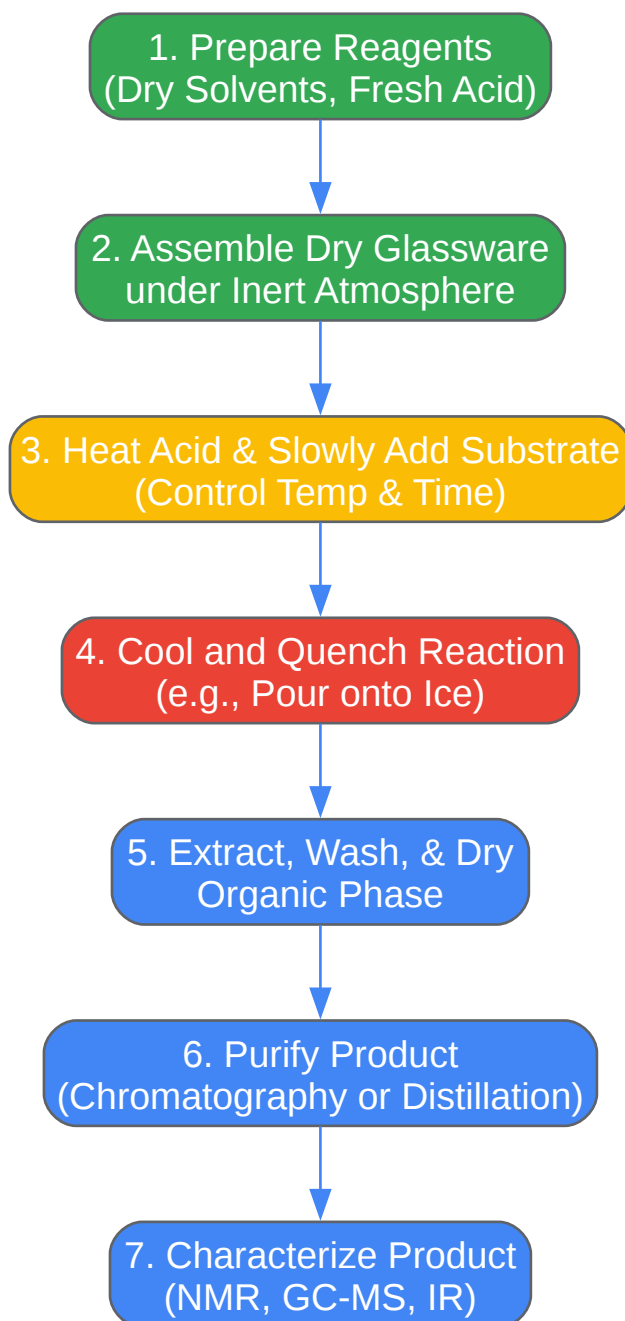 1. Prepare Reagents
(Dry Solvents, Fresh Acid)
2. Assemble Dry Glassware
under Inert Atmosphere
3. Heat Acid & Slowly Add Substrate
(Control Temp & Time)
4. Cool and Quench Reaction
(e.g., Pour onto Ice)
5. Extract, Wash, & Dry
Organic Phase
6. Purify Product
(Chromatography or Distillation)
7. Characterize Product
(NMR, GC-MS, IR)